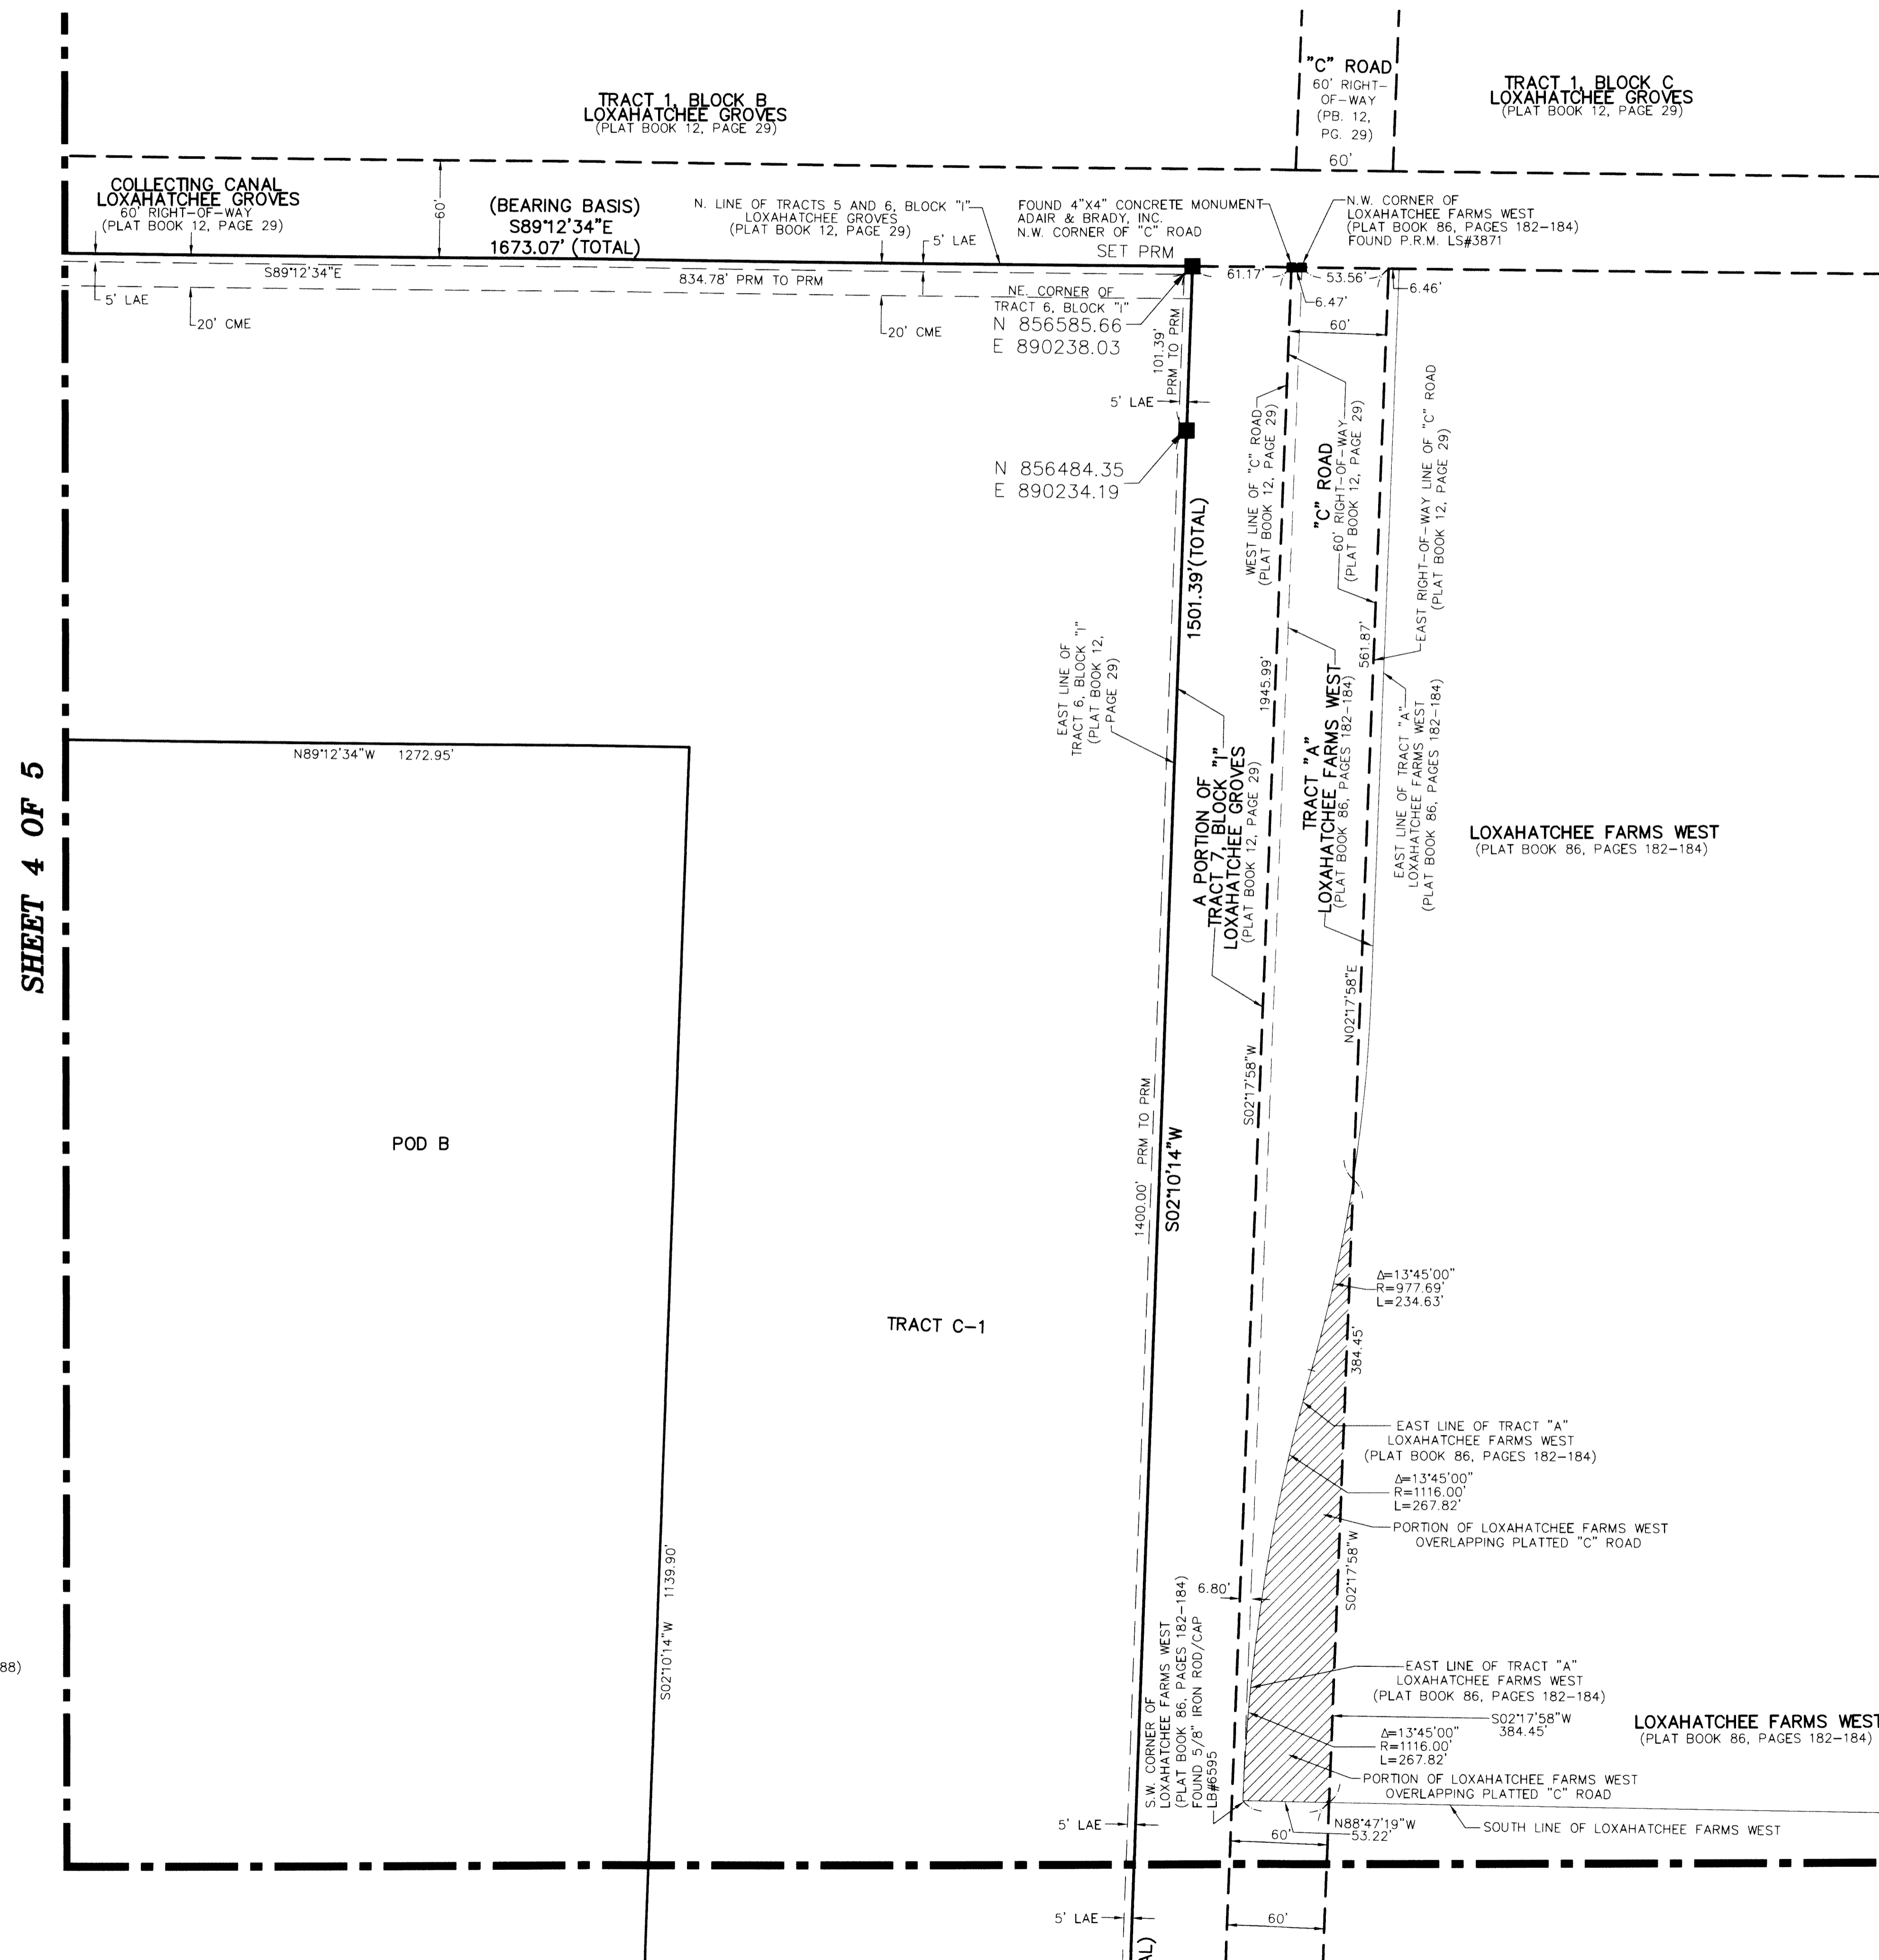 "C" ROAD
60' RIGHT-
OF-WAY
(PB. 12,
PG. 29)
60'
TRACT 1, BLOCK B
LOXAHATCHEE GROVES
(PLAT BOOK 12, PAGE 29)
TRACT 1, BLOCK C
LOXAHATCHEE GROVES
(PLAT BOOK 12, PAGE 29)
COLLECTING CANAL
LOXAHATCHEE GROVES
60' RIGHT-OF-WAY
(PLAT BOOK 12, PAGE 29)
60'
(BEARING BASIS)
S89°12'34"E
1673.07' (TOTAL)
N. LINE OF TRACTS 5 AND 6, BLOCK "I"
LOXAHATCHEE GROVES
(PLAT BOOK 12, PAGE 29)
5' LAE
FOUND 4"X4" CONCRETE MONUMENT
ADAIR & BRADY, INC.
N.W. CORNER OF "C" ROAD
SET PRM
N.W. CORNER OF
LOXAHATCHEE FARMS WEST
(PLAT BOOK 86, PAGES 182-184)
FOUND P.R.M. LS#3871
S89°12'34"E
834.78' PRM TO PRM
61.17'
53.56'
6.47'
6.46'
60'
5' LAE
20' CME
20' CME
NE. CORNER OF
TRACT 6, BLOCK "I"
N 856585.66
E 890238.03
101.39'
PRM TO PRM
5' LAE
N 856484.35
E 890234.19
1501.39'(TOTAL)
WEST LINE OF "C" ROAD
(PLAT BOOK 12, PAGE 29)
"C" ROAD
60' RIGHT-OF-WAY
(PLAT BOOK 12, PAGE 29)
EAST RIGHT-OF-WAY LINE OF "C" ROAD
(PLAT BOOK 12, PAGE 29)
EAST LINE OF
TRACT 6, BLOCK "I"
(PLAT BOOK 12,
PAGE 29)
1945.99'
561.87'
A PORTION OF
TRACT 7, BLOCK "I"
LOXAHATCHEE GROVES
(PLAT BOOK 12, PAGE 29)
TRACT "A"
LOXAHATCHEE FARMS WEST
(PLAT BOOK 86, PAGES 182-184)
EAST LINE OF TRACT "A"
LOXAHATCHEE FARMS WEST
(PLAT BOOK 86, PAGES 182-184)
LOXAHATCHEE FARMS WEST
(PLAT BOOK 86, PAGES 182-184)
SHEET 4 OF 5
N89°12'34"W 1272.95'
N02°17'58"E
S02°17'58"W
1400.00' PRM TO PRM
S02°10'14"W
POD B
TRACT C-1
Δ=13°45'00"
R=977.69'
L=234.63'
384.45'
EAST LINE OF TRACT "A"
LOXAHATCHEE FARMS WEST
(PLAT BOOK 86, PAGES 182-184)
Δ=13°45'00"
R=1116.00'
L=267.82'
PORTION OF LOXAHATCHEE FARMS WEST
OVERLAPPING PLATTED "C" ROAD
S02°17'58"W
S02°10'14"W 1139.90'
6.80'
S.W. CORNER OF
LOXAHATCHEE FARMS WEST
(PLAT BOOK 86, PAGES 182-184)
FOUND 5/8" IRON ROD/CAP
LB#6595
88)
EAST LINE OF TRACT "A"
LOXAHATCHEE FARMS WEST
(PLAT BOOK 86, PAGES 182-184)
S02°17'58"W
384.45'
LOXAHATCHEE FARMS WEST
(PLAT BOOK 86, PAGES 182-184)
Δ=13°45'00"
R=1116.00'
L=267.82'
PORTION OF LOXAHATCHEE FARMS WEST
OVERLAPPING PLATTED "C" ROAD
N88°47'19"W
53.22'
SOUTH LINE OF LOXAHATCHEE FARMS WEST
5' LAE
60'
5' LAE
60'
AL)